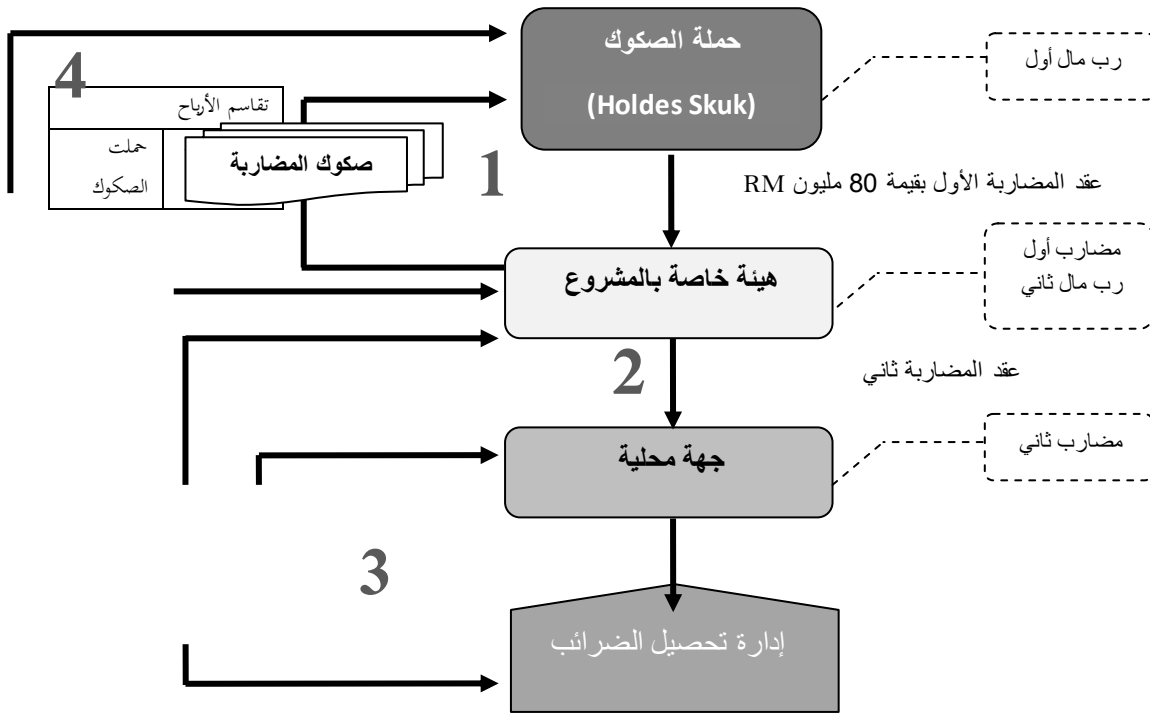 حملة الصكوك
(Holdes Skuk)
رب مال أول
4
تقاسم الأرباح
حملت
الصكوك
صكوك المضاربة
1
عقد المضاربة الأول بقيمة 80 مليون RM
هيئة خاصة بالمشروع
مضارب أول
رب مال ثاني
2
عقد المضاربة ثاني
جهة محلية
مضارب ثاني
3
إدارة تحصيل الضرائب